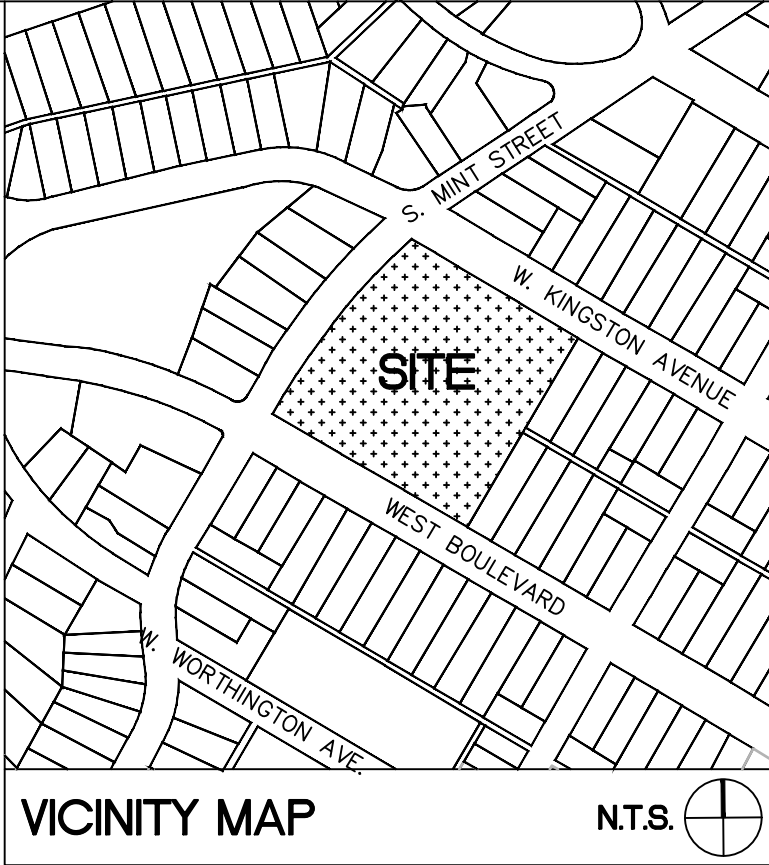 S. MINT STREET
W. KINGSTON AVENUE
SITE
WEST BOULEVARD
W. WORTHINGTON AVE.
VICINITY MAP
N.T.S.